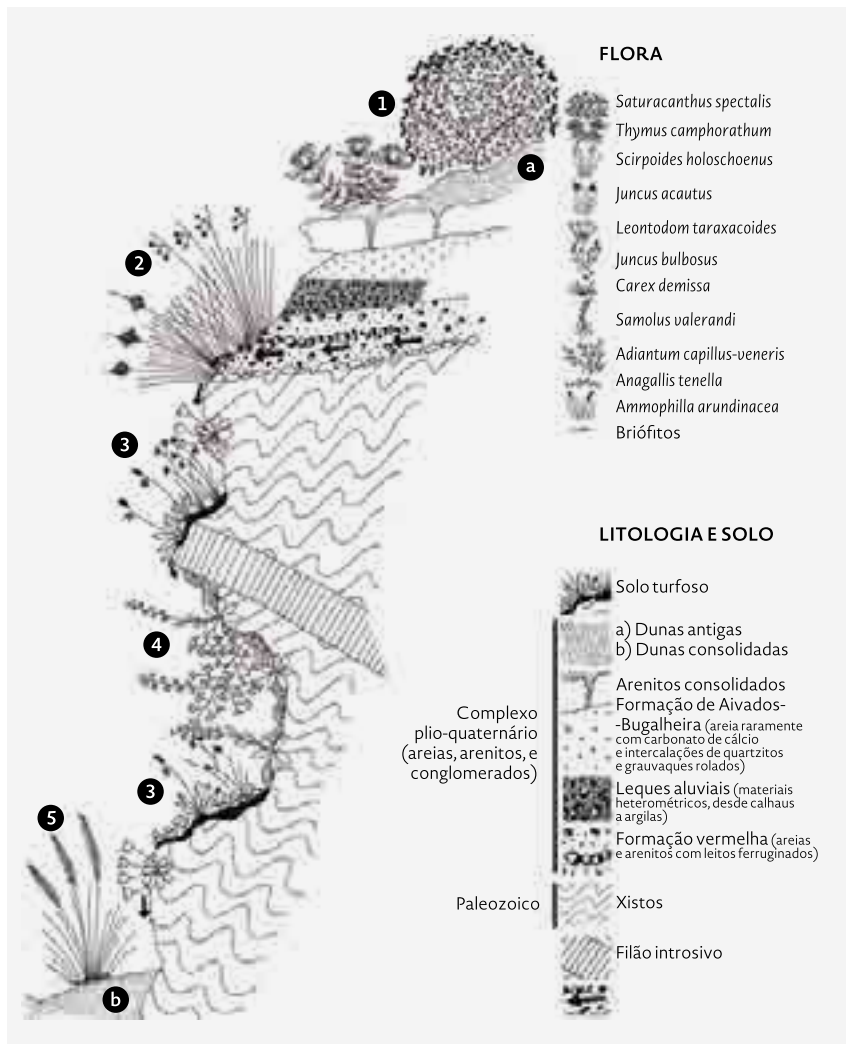 FLORA
1
Saturacanthus spectalis
Thymus camphorathum
Scirpoides holoschoenus
a
Juncus acautus
Leontodom taraxacoides
2
Juncus bulbosus
Carex demissa
Samolus valerandi
Adiantum capillus-veneris
Anagallis tenella
Ammophilla arundinacea
Briófitos
3
LITOLOGIA E SOLO
Solo turfoso
a) Dunas antigas
b) Dunas consolidadas
4
Arenitos consolidados
Formação de Aivados-
-Bugalheira (areia raramente
com carbonato de cálcio
e intercalações de quartzitos
e grauvaques rolados)
Complexo
plio-quaternário
(areias, arenitos, e
conglomerados)
3
Leques aluviais (materiais
heterométricos, desde calhaus
a argilas)
5
Formação vermelha (areias
e arenitos com leitos ferruginados)
Paleozoico
Xistos
Filão introsivo
b